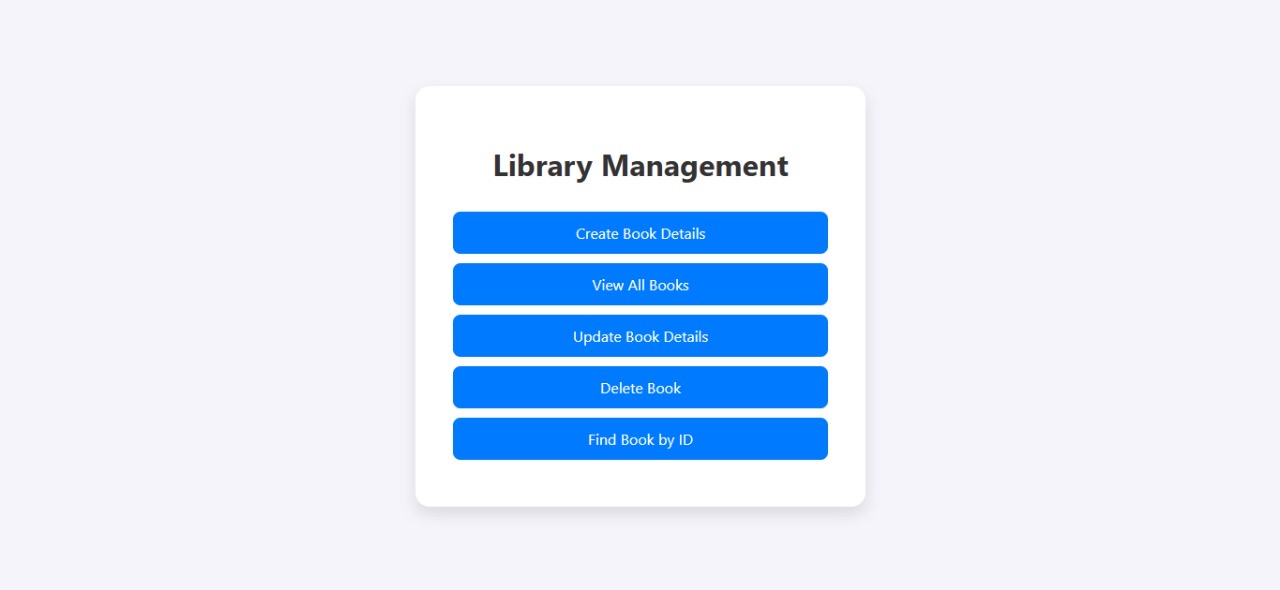 Library Management
Create Book Details
View All Books
Update Book Details
Delete Book
Find Book by ID